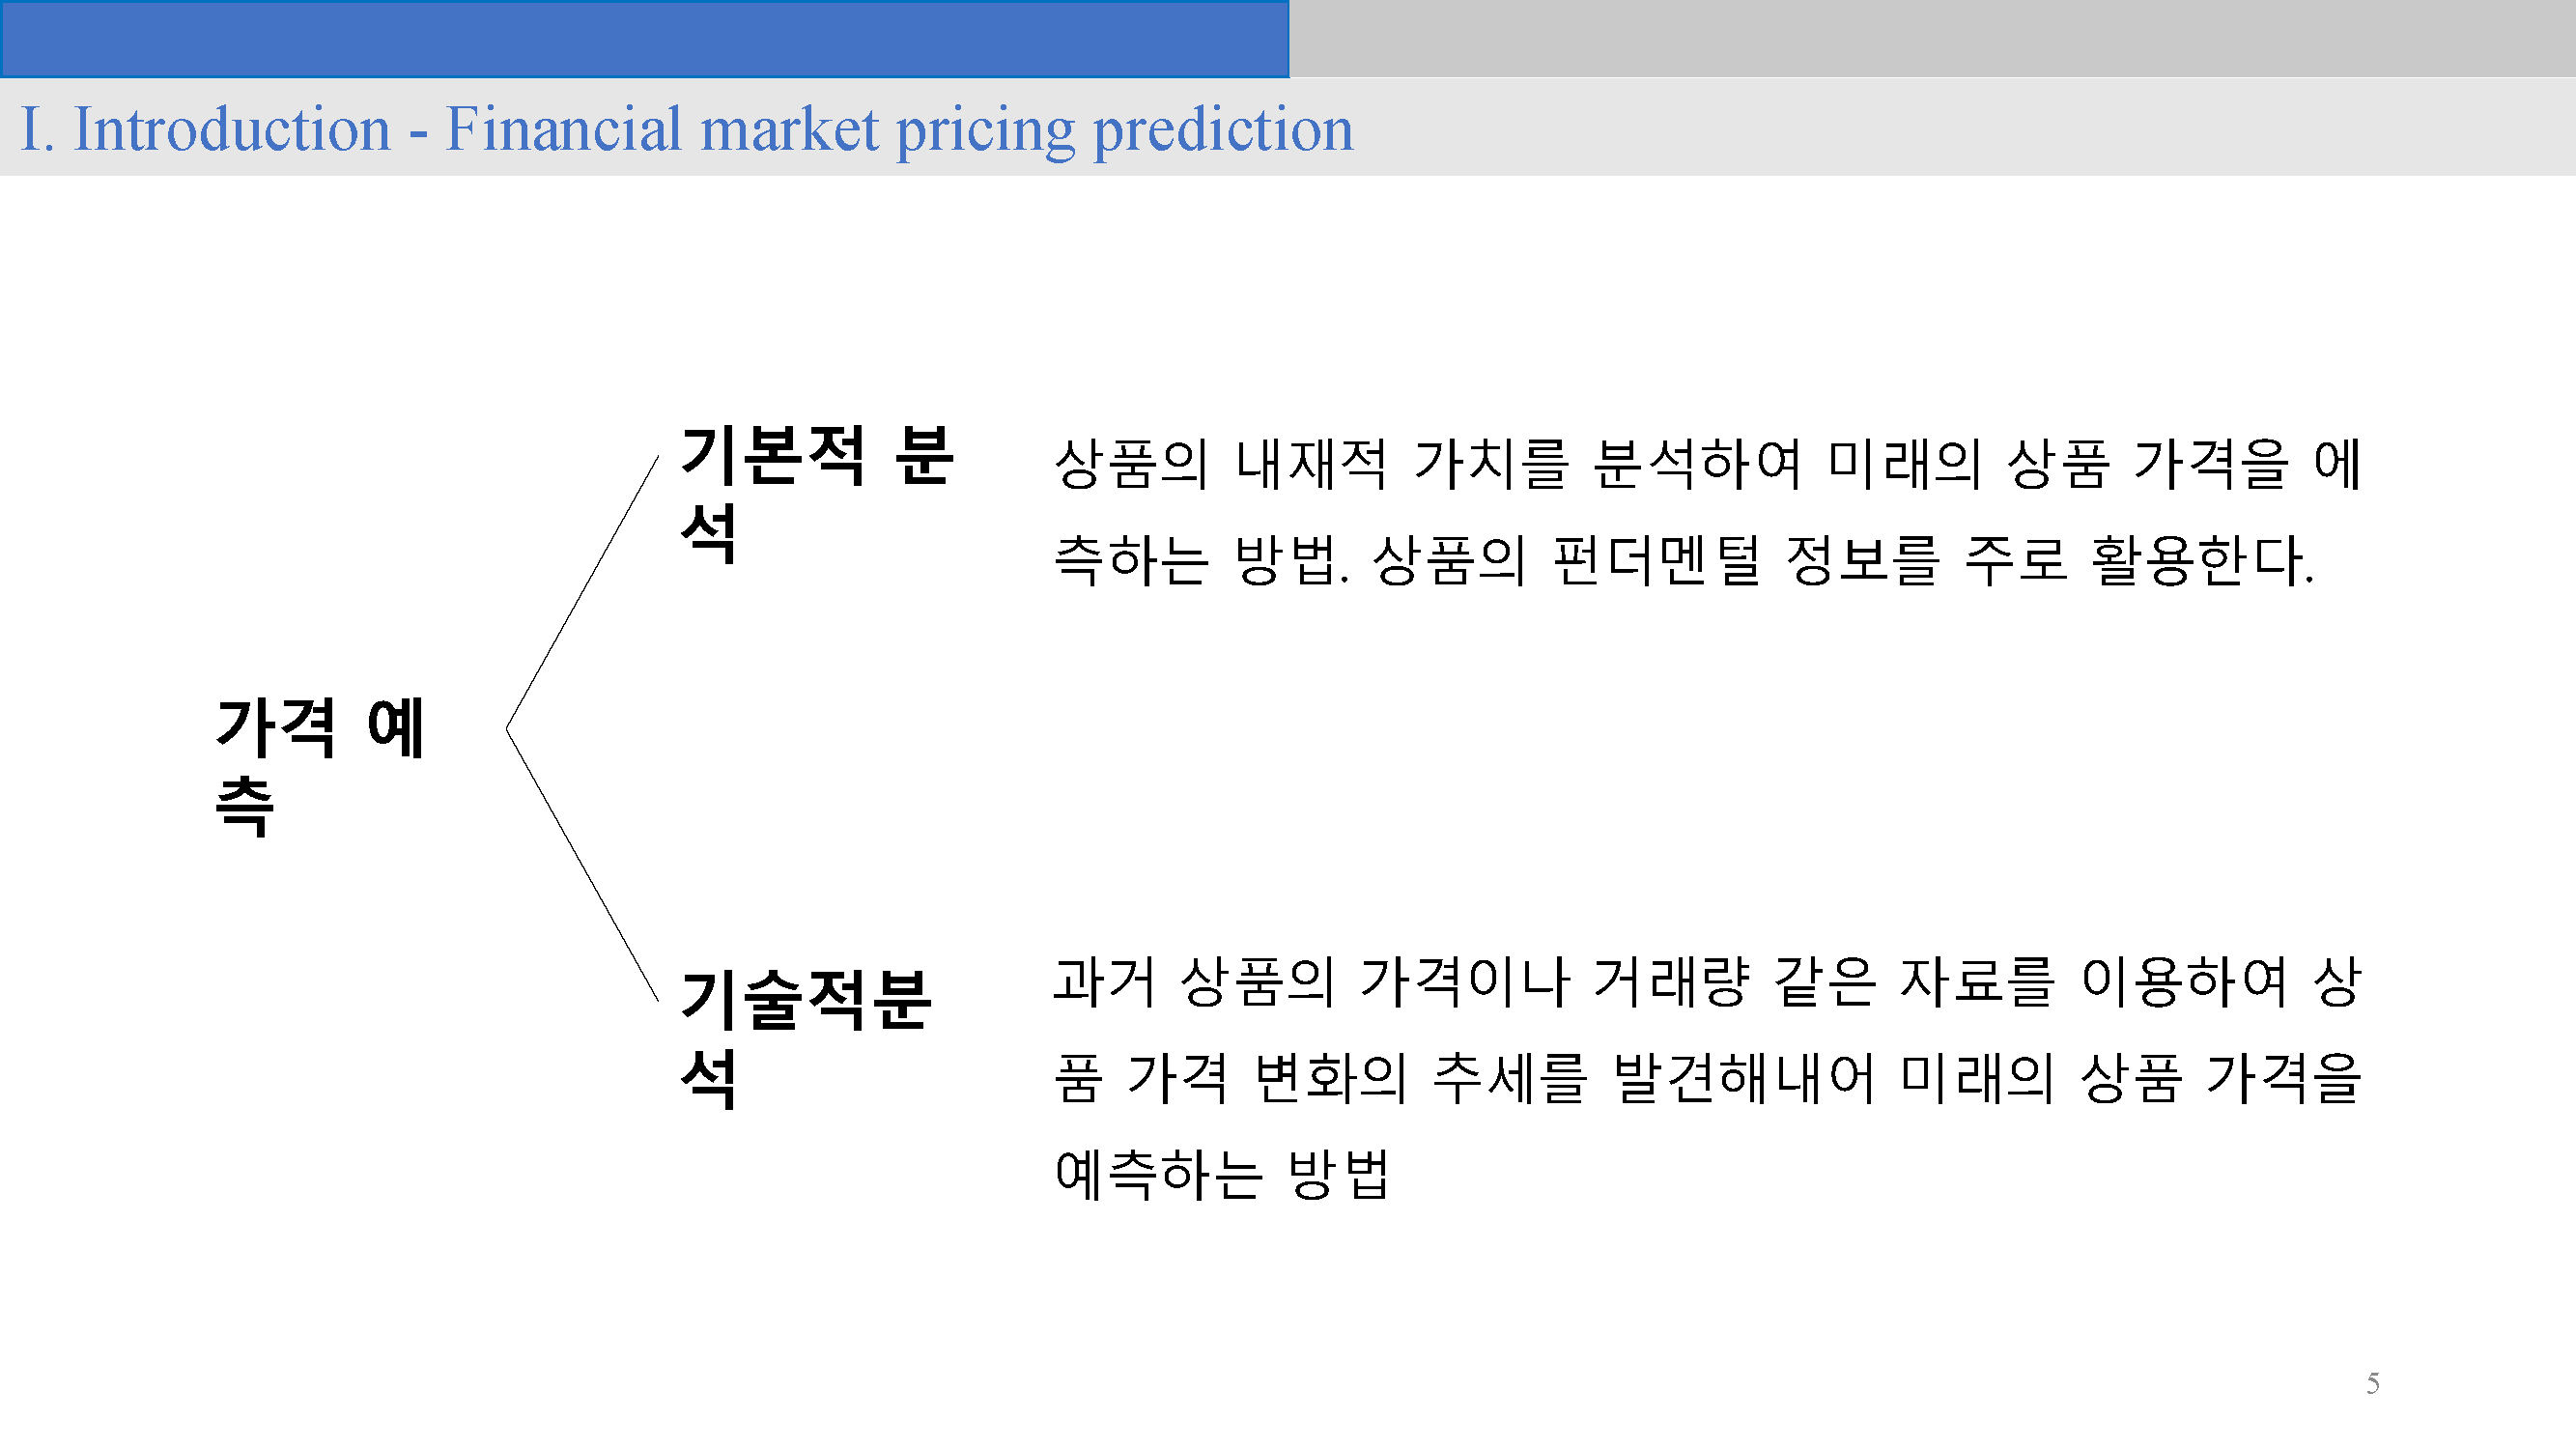 I. Introduction - Financial market pricing prediction
기본적 분
석
상품의 내재적 가치를 분석하여 미래의 상품 가격을 에
측하는 방법. 상품의 펀더멘털 정보를 주로 활용한다.
가격 예
측
기술적분
석
과거 상품의 가격이나 거래량 같은 자료를 이용하여 상
품 가격 변화의 추세를 발견해내어 미래의 상품 가격을
예측하는 방법
5